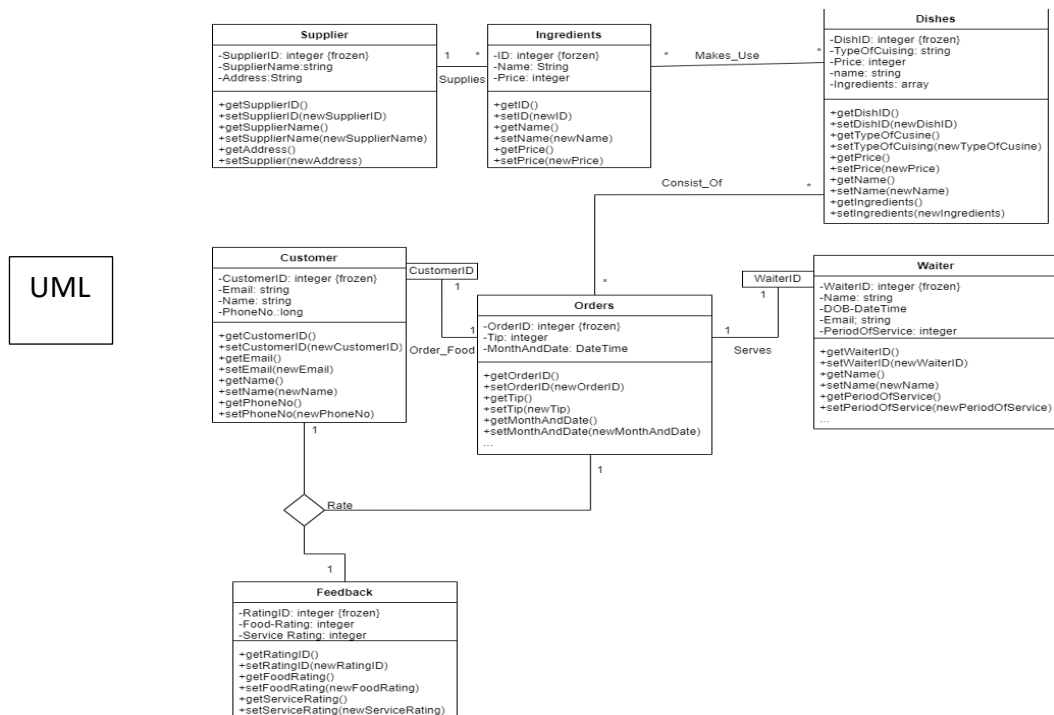 Supplier
-SupplierID: integer {frozen}
-SupplierName:string
-Address:String
+getSupplierID()
+setSupplierID(newSupplierID)
+getSupplierName()
+setSupplierName(newSupplierName)
+getAddress()
+setSupplier(newAddress)
1
*
Supplies
Ingredients
-ID: integer {forzen}
-Name: String
-Price: integer
+getID()
+setID(newID)
+getName()
+setName(newName)
+getPrice()
+setPrice(newPrice)
*
Makes_Use
*
Dishes
-DishID: integer {frozen}
-TypeOfCuising: string
-Price: integer
-name: string
-Ingredients: array
+getDishID()
+setDishID(newDishID)
+getTypeOfCusine()
+setTypeOfCuising(newTypeOfCusine)
+getPrice()
+setPrice(newPrice)
+getName()
+setName(newName)
+getIngredients()
+setIngredients(newIngredients)
Consist_Of
*
*
UML
Customer
-CustomerID: integer {frozen}
-Email: string
-Name: string
-PhoneNo.:long
+getCustomerID()
+setCustomerID(newCustomerID)
+getEmail()
+setEmail(newEmail)
+getName()
+setName(newName)
+getPhoneNo()
+setPhoneNo(newPhoneNo)
CustomerID
1
1
Order_Food
Orders
-OrderID: integer {frozen}
-Tip: integer
-MonthAndDate: DateTime
+getOrderID()
+setOrderID(newOrderID)
+getTip()
+setTip(newTip)
+getMonthAndDate()
+setMonthAndDate(newMonthAndDate)
...
WaiterID
1
1
Serves
Waiter
-WaiterID: integer {frozen}
-Name: string
-DOB-DateTime
-Email; string
-PeriodOfService: integer
+getWaiterID()
+setWaiterID(newWaiterID)
+getName()
+setName(newName)
+getPeriodOfService()
+setPeriodOfService(newPeriodOfService)
...
1
1
Rate
1
Feedback
-RatingID: integer {frozen}
-Food-Rating: integer
-Service Rating: integer
+getRatingID()
+setRatingID(newRatingID)
+getFoodRating()
+setFoodRating(newFoodRating)
+getServiceRating()
+setServiceRating(newServiceRating)